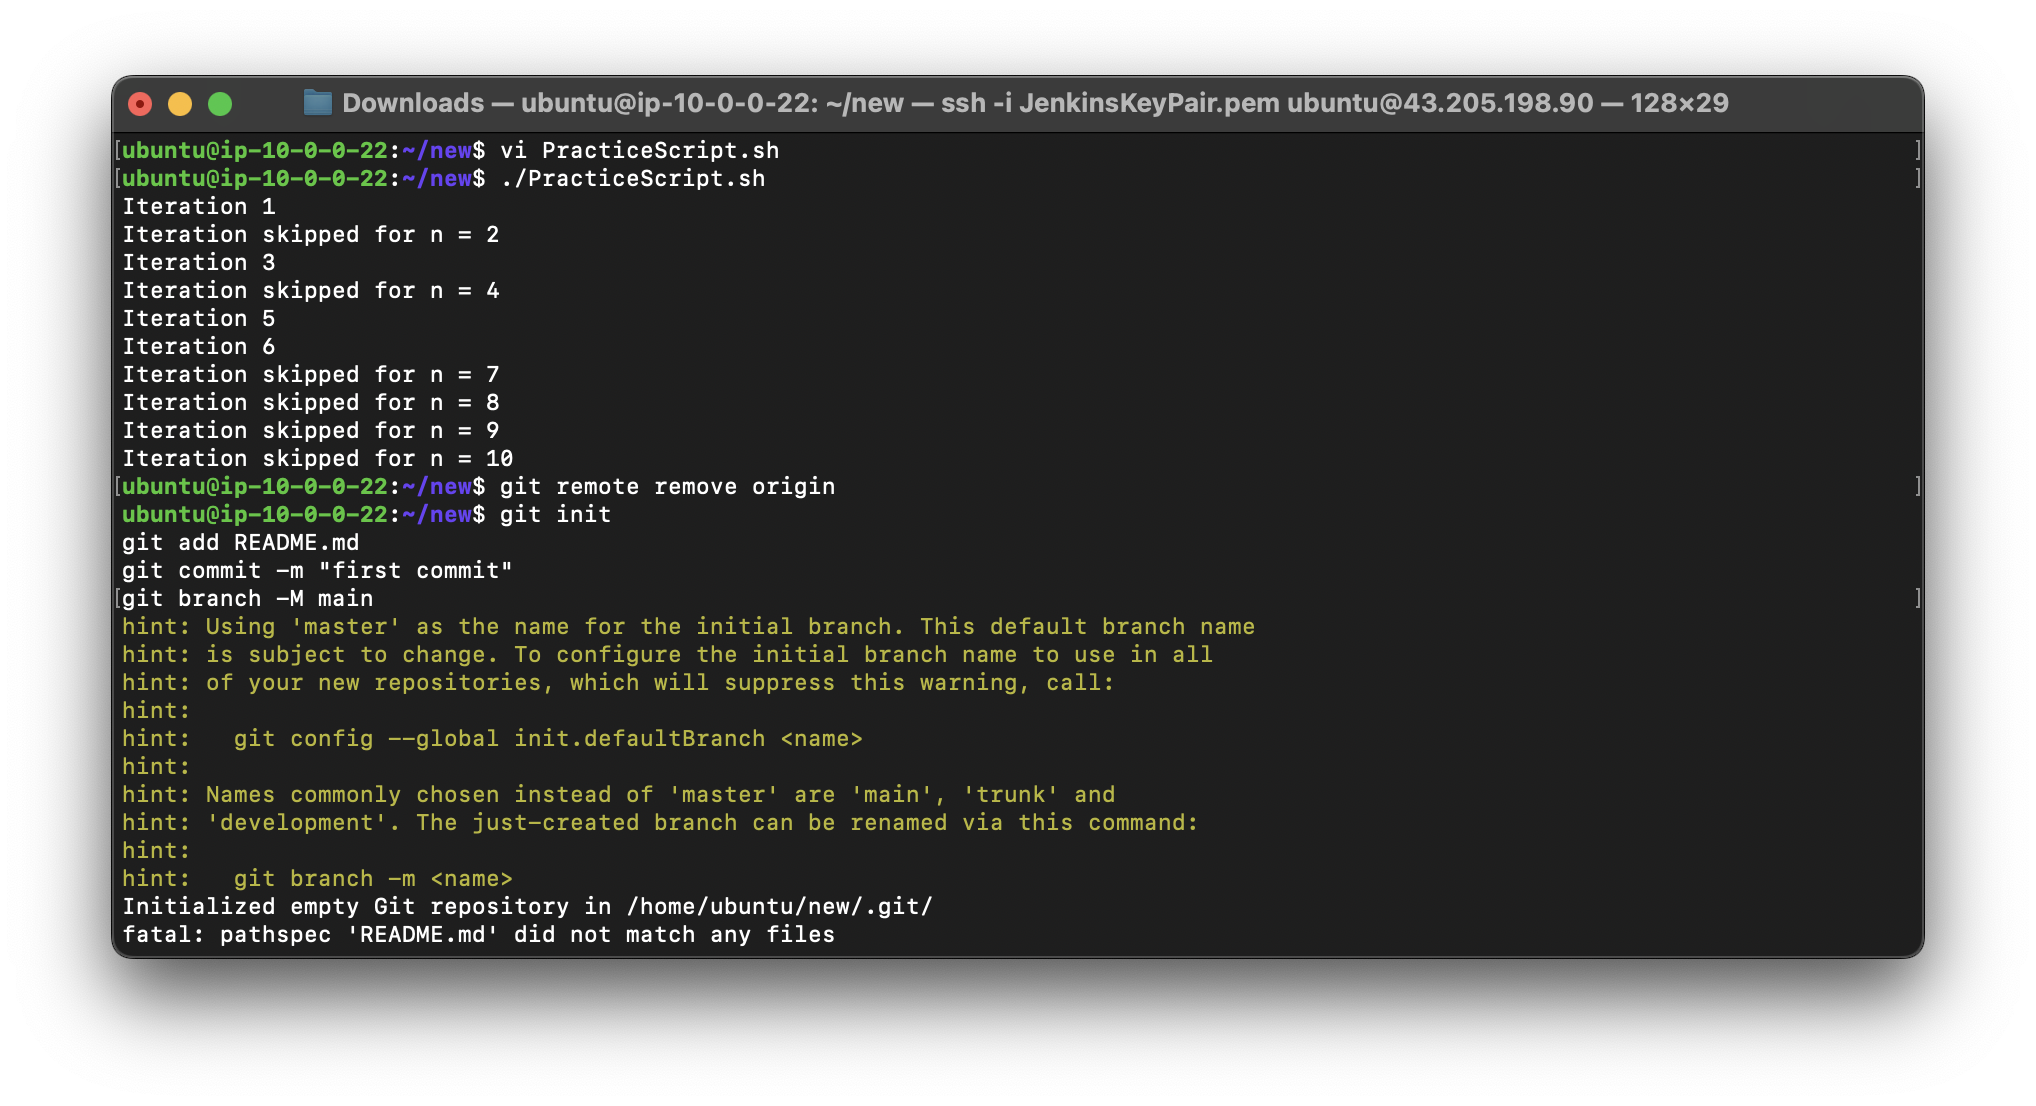 Downloads — ubuntu@ip-10-0-0-22: ~/new — ssh -i JenkinsKeyPair.pem ubuntu@43.205.198.90 — 128×29
[ubuntu@ip-10-0-0-22:~/new$ vi PracticeScript.sh ]
[ubuntu@ip-10-0-0-22:~/new$ ./PracticeScript.sh ]
Iteration 1
Iteration skipped for n = 2
Iteration 3
Iteration skipped for n = 4
Iteration 5
Iteration 6
Iteration skipped for n = 7
Iteration skipped for n = 8
Iteration skipped for n = 9
Iteration skipped for n = 10
[ubuntu@ip-10-0-0-22:~/new$ git remote remove origin ]
ubuntu@ip-10-0-0-22:~/new$ git init
git add README.md
git commit -m "first commit"
[git branch -M main ]
hint: Using 'master' as the name for the initial branch. This default branch name
hint: is subject to change. To configure the initial branch name to use in all
hint: of your new repositories, which will suppress this warning, call:
hint:
hint:   git config --global init.defaultBranch <name>
hint:
hint: Names commonly chosen instead of 'master' are 'main', 'trunk' and
hint: 'development'. The just-created branch can be renamed via this command:
hint:
hint:   git branch -m <name>
Initialized empty Git repository in /home/ubuntu/new/.git/
fatal: pathspec 'README.md' did not match any files